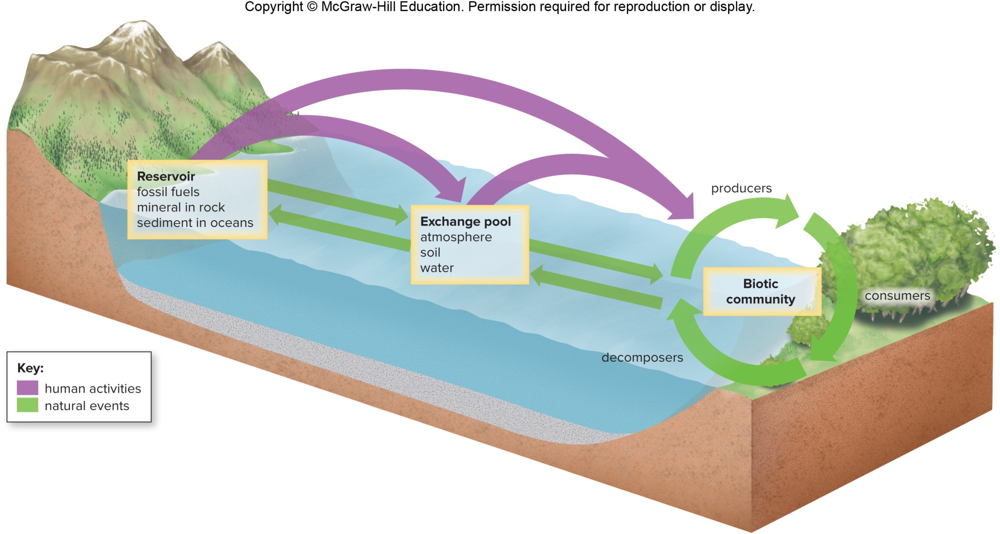 Copyright © McGraw-Hill Education. Permission required for reproduction or display.
Reservoir
fossil fuels
mineral in rock
sediment in oceans
Exchange pool
atmosphere
soil
water
producers
Biotic
community
consumers
decomposers
Key:
human activities
natural events